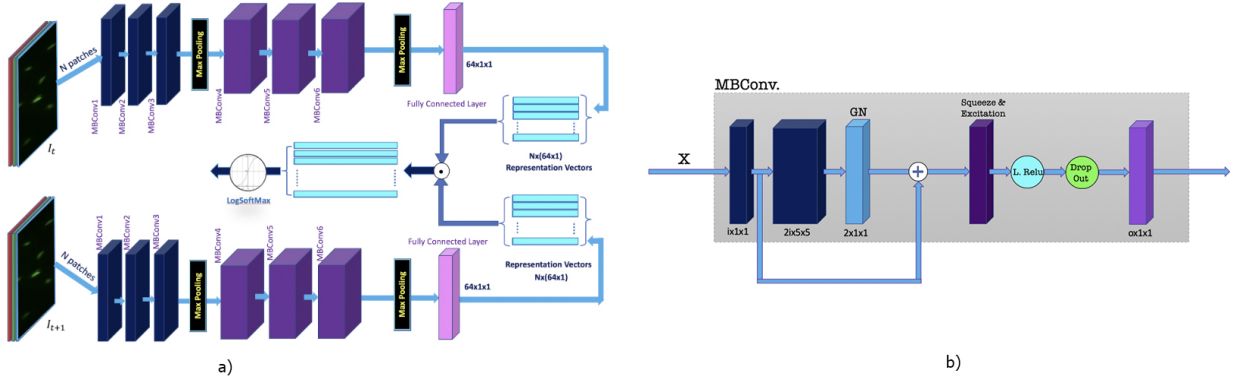 N patches
MBConv1
MBConv2
MBConv3
Max Pooling
MBConv4
MBConv5
MBConv6
Max Pooling
64x1x1
Fully Connected Layer
I_t
Nx(64x1)
Representation Vectors
LogSoftMax
N patches
MBConv1
MBConv2
MBConv3
Max Pooling
MBConv4
MBConv5
MBConv6
Max Pooling
Fully Connected Layer
64x1x1
Representation Vectors
Nx(64x1)
I_{t+1}
a)
MBConv.
X
GN
Squeeze &
Excitation
L. Relu
Drop
Out
ix1x1
2ix5x5
2x1x1
ox1x1
b)